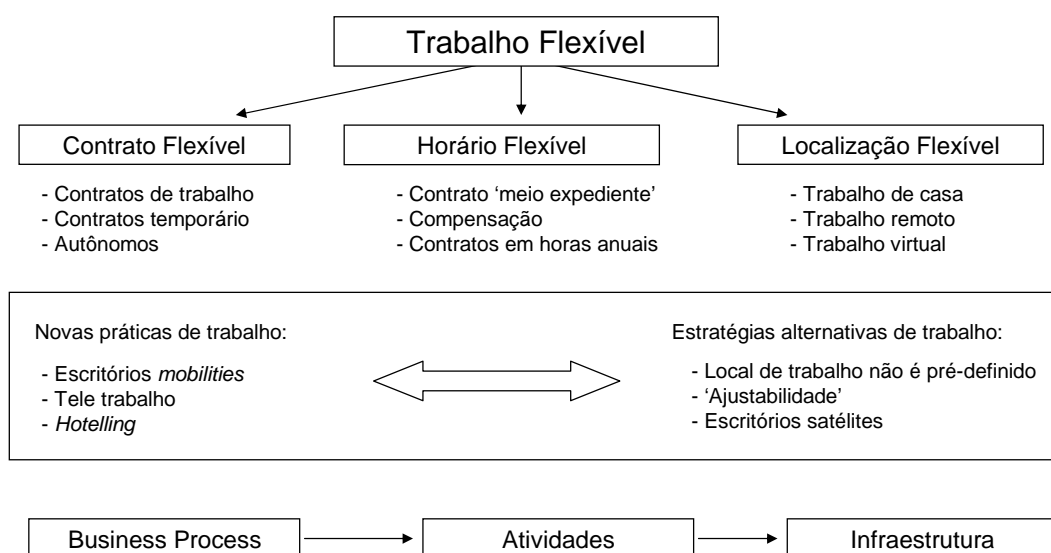 Trabalho Flexível
Contrato Flexível
- Contratos de trabalho
- Contratos temporário
- Autônomos
Horário Flexível
- Contrato ‘meio expediente’
- Compensação
- Contratos em horas anuais
Localização Flexível
- Trabalho de casa
- Trabalho remoto
- Trabalho virtual
Novas práticas de trabalho:
- Escritórios mobilities
- Tele trabalho
- Hotelling
Estratégias alternativas de trabalho:
- Local de trabalho não é pré-definido
- ‘Ajustabilidade’
- Escritórios satélites
Business Process
Atividades
Infraestrutura